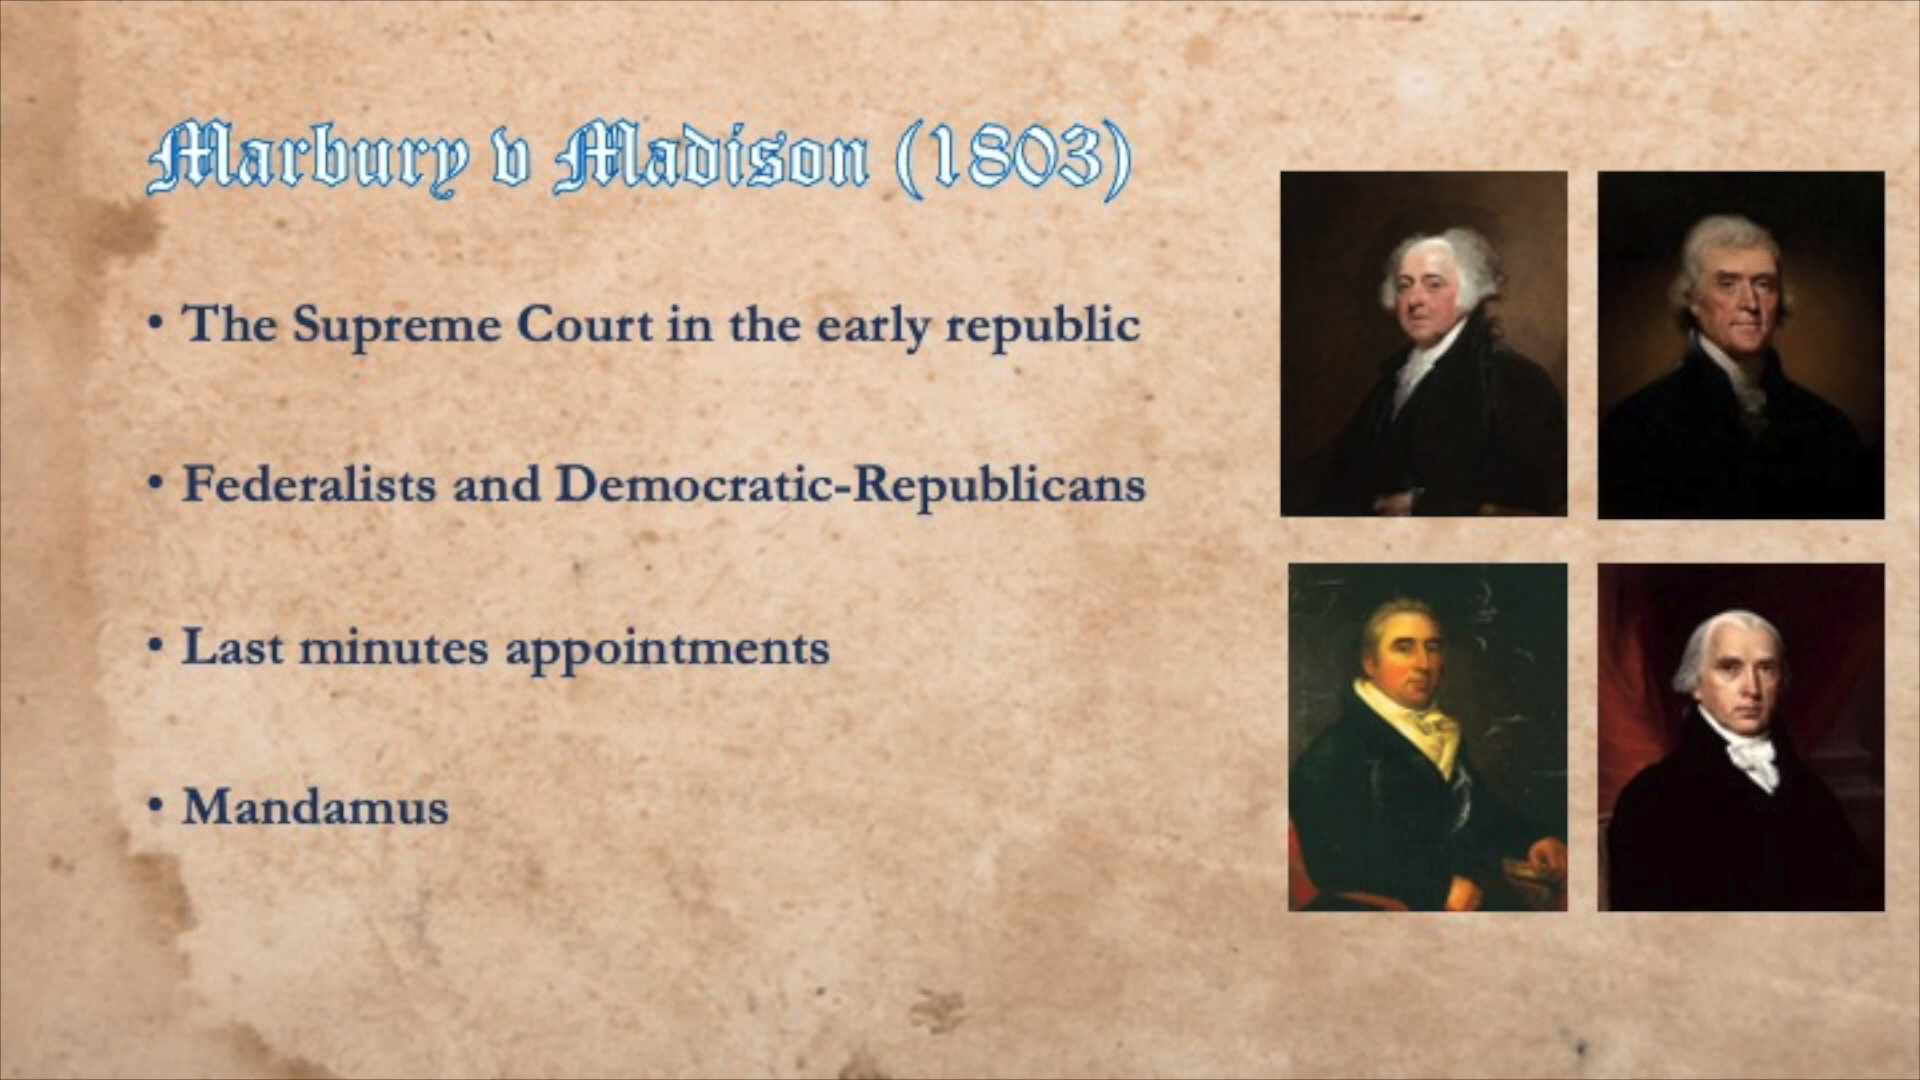 Marbury v Madison (1803)
• The Supreme Court in the early republic
• Federalists and Democratic-Republicans
• Last minutes appointments
• Mandamus